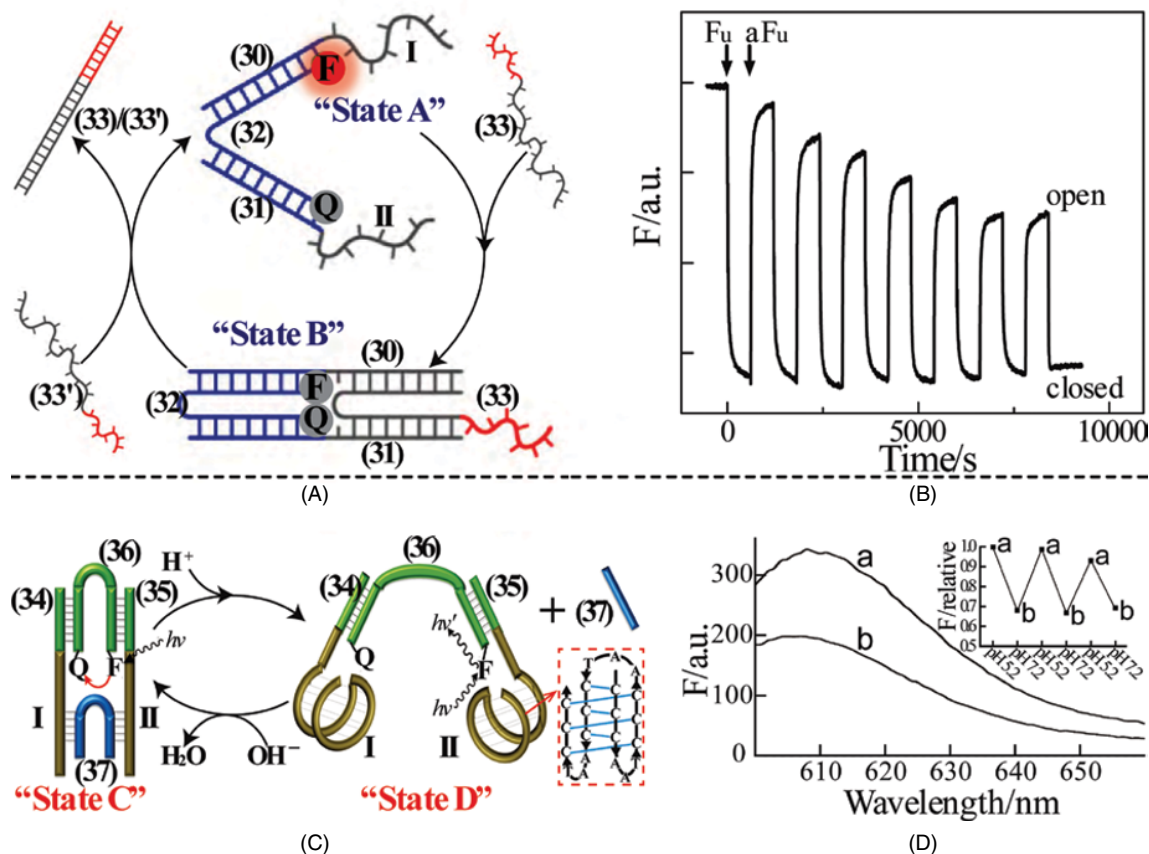 (30)
F
I
"State A"
(33)
(33)/(33')
(32)
(31)
Q
II
"State B"
(30)
(33')
(32)
F
Q
(33)
(31)
(A)
Fu aFu
F/a.u.
open
closed
0 5000 10000
Time/s
(B)
(36)
H+
(34) (35)
hν
Q F
I II
(37)
H2O OH−
"State C"
(36)
(34) (35)
+ (37)
hν'
Q
F
hν
I II
T A A
C C C C
C C C C
C C C C
A A A
"State D"
(C)
a
b
300
200
100
0
F/a.u.
610 620 630 640 650
Wavelength/nm
F/relative
1.0
0.9
0.8
0.7
0.6
0.5
a a a
b b b
pH5.2 pH7.2 pH5.2 pH7.2 pH5.2 pH7.2
(D)